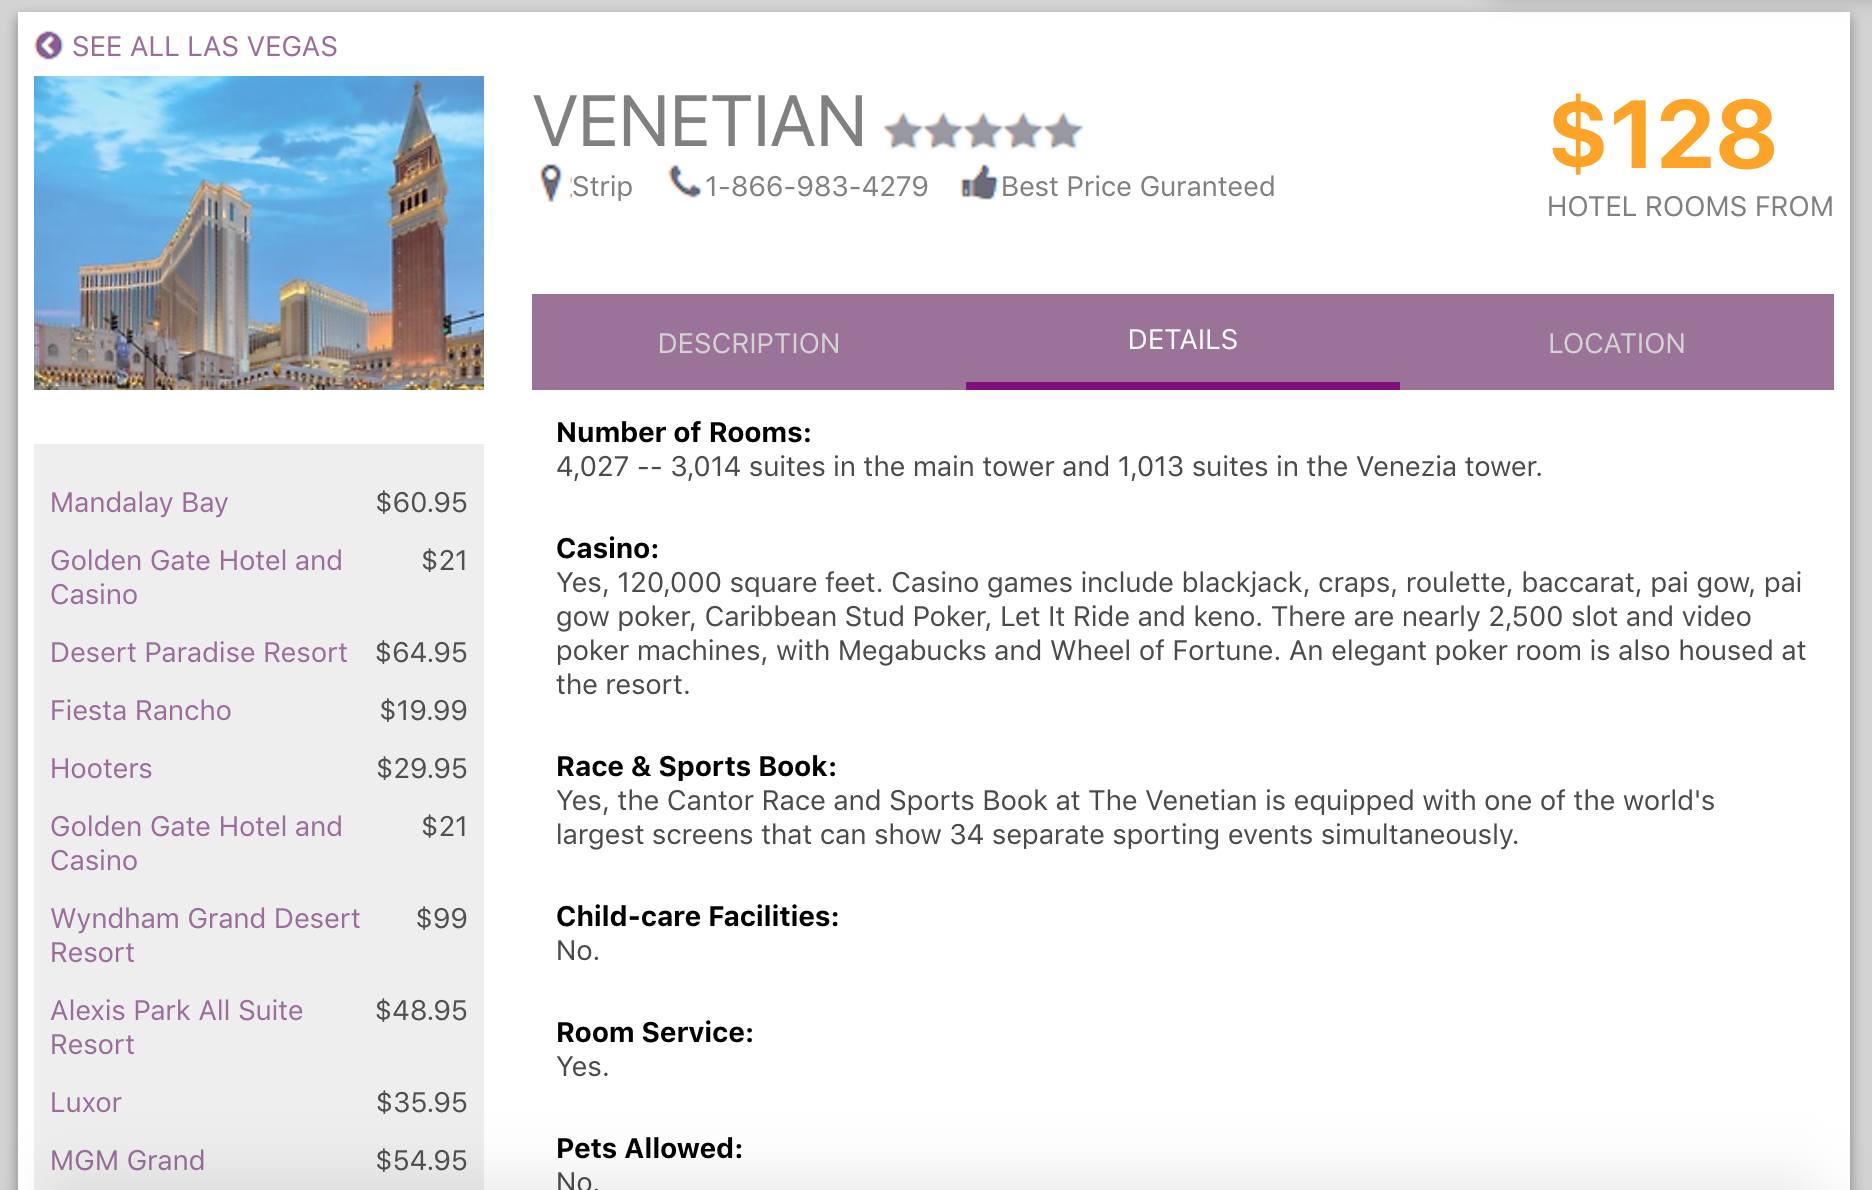 SEE ALL LAS VEGAS
VENETIAN
Strip
1-866-983-4279
Best Price Guranteed
$128
HOTEL ROOMS FROM
DESCRIPTION
DETAILS
LOCATION
Mandalay Bay $60.95
Golden Gate Hotel and $21
Casino
Desert Paradise Resort $64.95
Fiesta Rancho $19.99
Hooters $29.95
Golden Gate Hotel and $21
Casino
Wyndham Grand Desert $99
Resort
Alexis Park All Suite $48.95
Resort
Luxor $35.95
MGM Grand $54.95
Number of Rooms:
4,027 -- 3,014 suites in the main tower and 1,013 suites in the Venezia tower.
Casino:
Yes, 120,000 square feet. Casino games include blackjack, craps, roulette, baccarat, pai gow, pai
gow poker, Caribbean Stud Poker, Let It Ride and keno. There are nearly 2,500 slot and video
poker machines, with Megabucks and Wheel of Fortune. An elegant poker room is also housed at
the resort.
Race & Sports Book:
Yes, the Cantor Race and Sports Book at The Venetian is equipped with one of the world's
largest screens that can show 34 separate sporting events simultaneously.
Child-care Facilities:
No.
Room Service:
Yes.
Pets Allowed:
No.